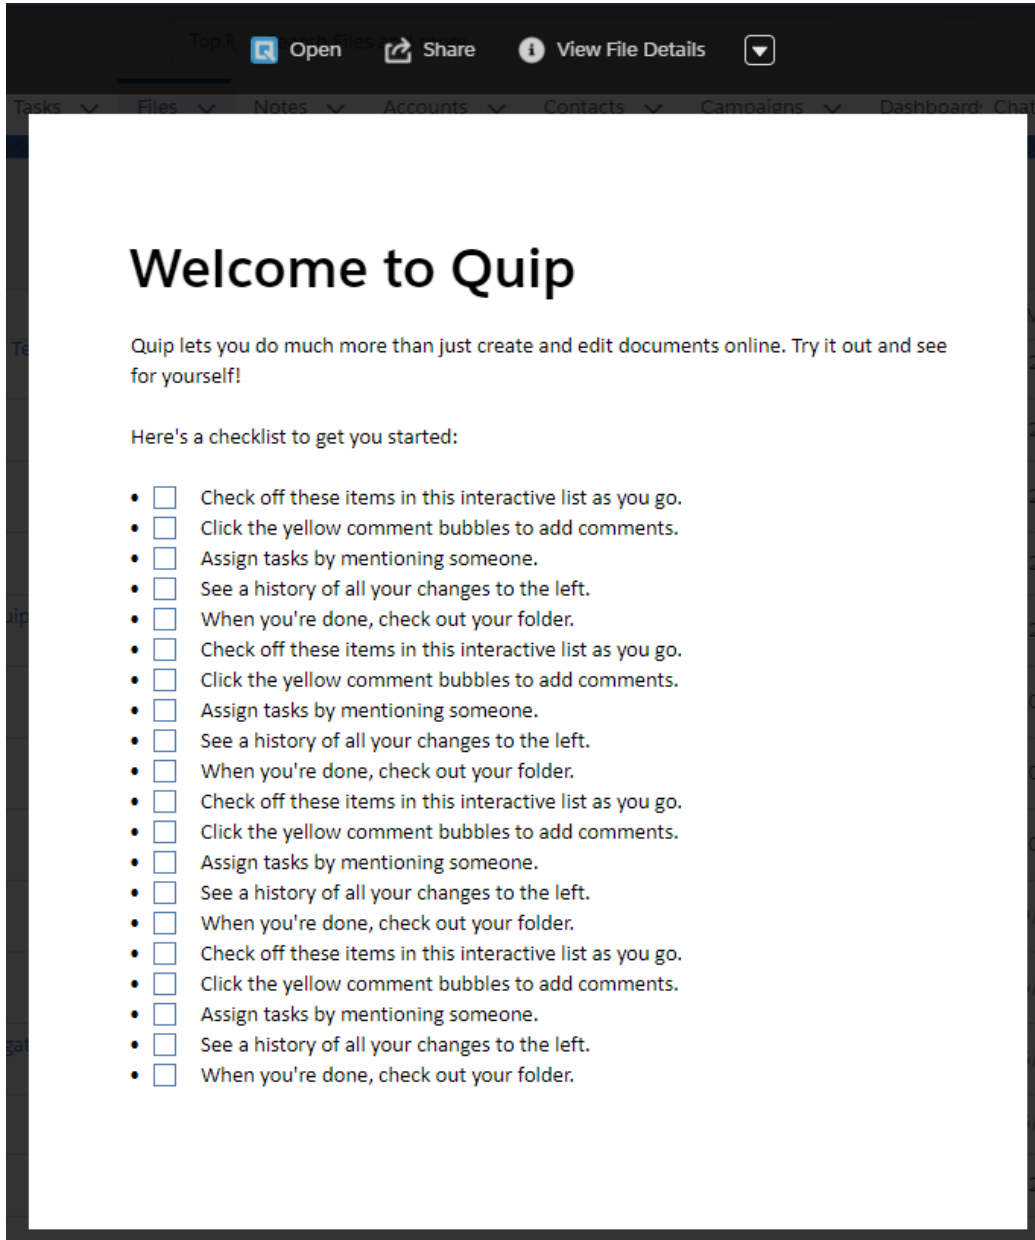 Top R Search Files and more
Open Share View File Details
Tasks Files Notes Accounts Contacts Campaigns Dashboard Chat
Welcome to Quip
Quip lets you do much more than just create and edit documents online. Try it out and see
for yourself!
Here's a checklist to get you started:
• Check off these items in this interactive list as you go.
• Click the yellow comment bubbles to add comments.
• Assign tasks by mentioning someone.
• See a history of all your changes to the left.
• When you're done, check out your folder.
• Check off these items in this interactive list as you go.
• Click the yellow comment bubbles to add comments.
• Assign tasks by mentioning someone.
• See a history of all your changes to the left.
• When you're done, check out your folder.
• Check off these items in this interactive list as you go.
• Click the yellow comment bubbles to add comments.
• Assign tasks by mentioning someone.
• See a history of all your changes to the left.
• When you're done, check out your folder.
• Check off these items in this interactive list as you go.
• Click the yellow comment bubbles to add comments.
• Assign tasks by mentioning someone.
• See a history of all your changes to the left.
• When you're done, check out your folder.